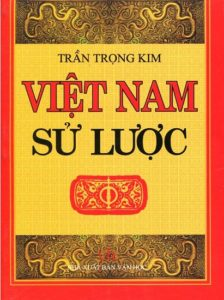 TRẦN TRỌNG KIM
VIỆT NAM
SỬ LƯỢC
NHÀ XUẤT BẢN VĂN HỌC